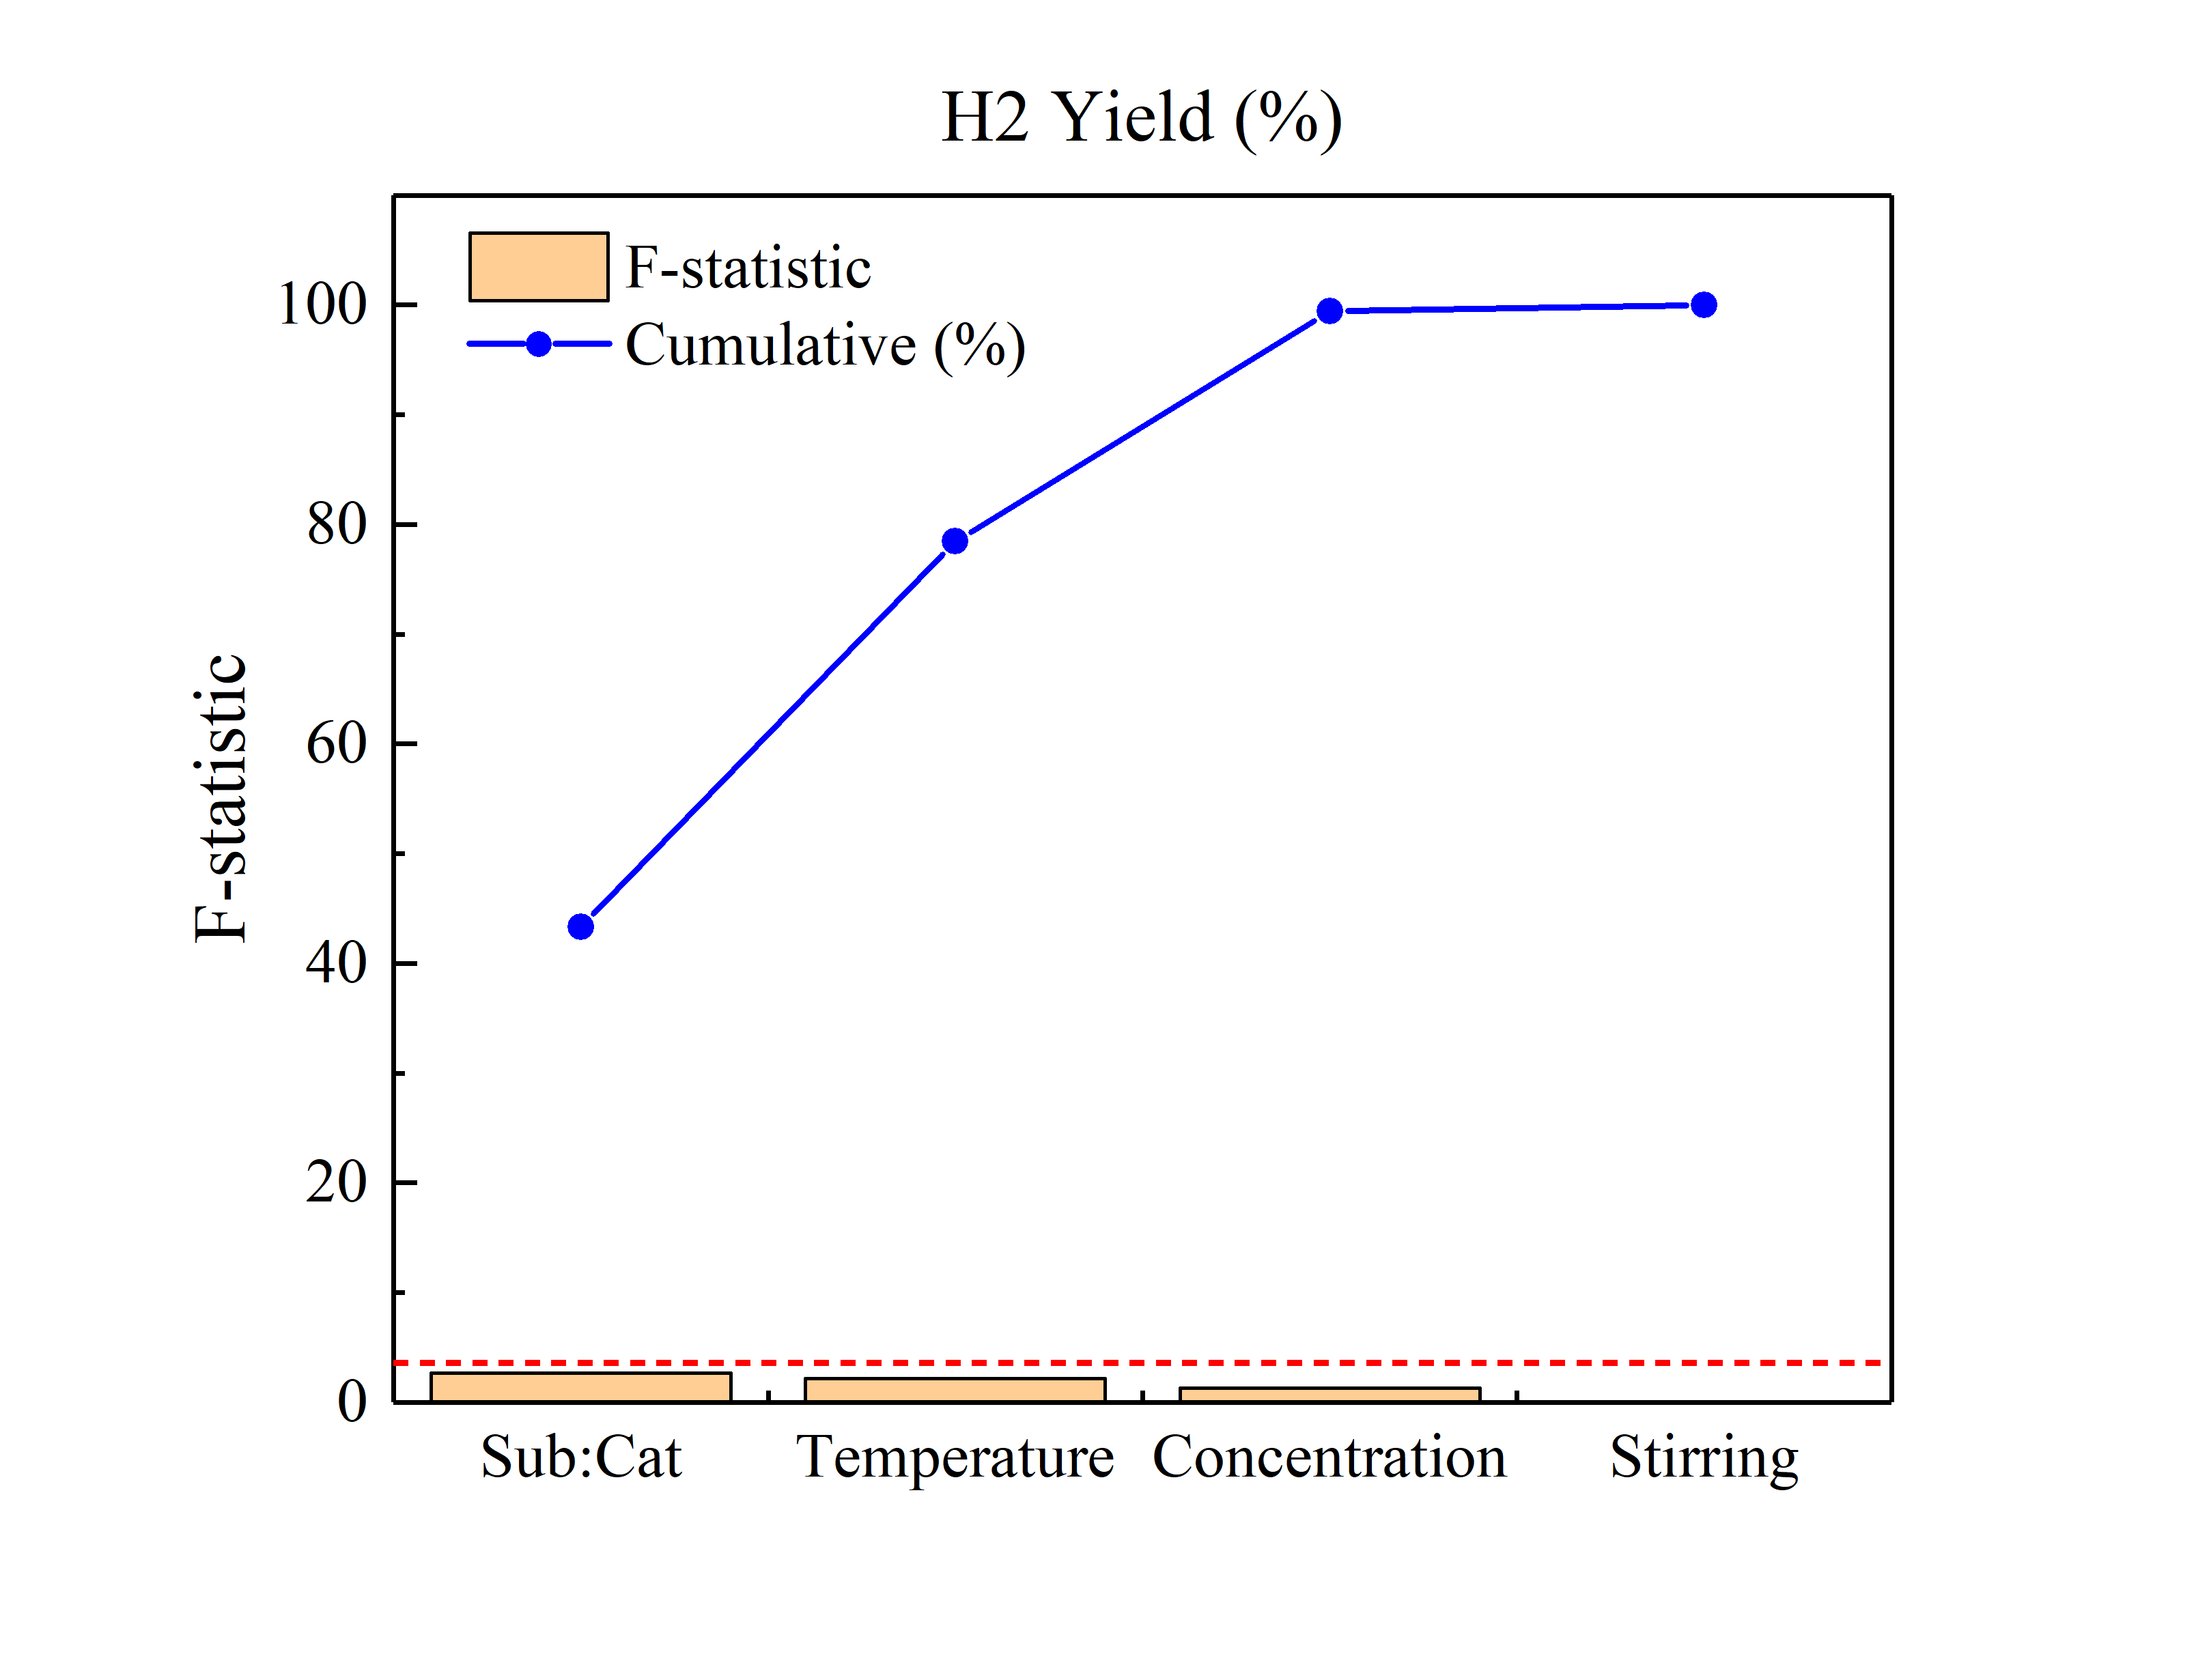 H2 Yield (%)
F-statistic
Cumulative (%)
100
80
60
40
20
0
F-statistic
Sub:Cat
Temperature
Concentration
Stirring